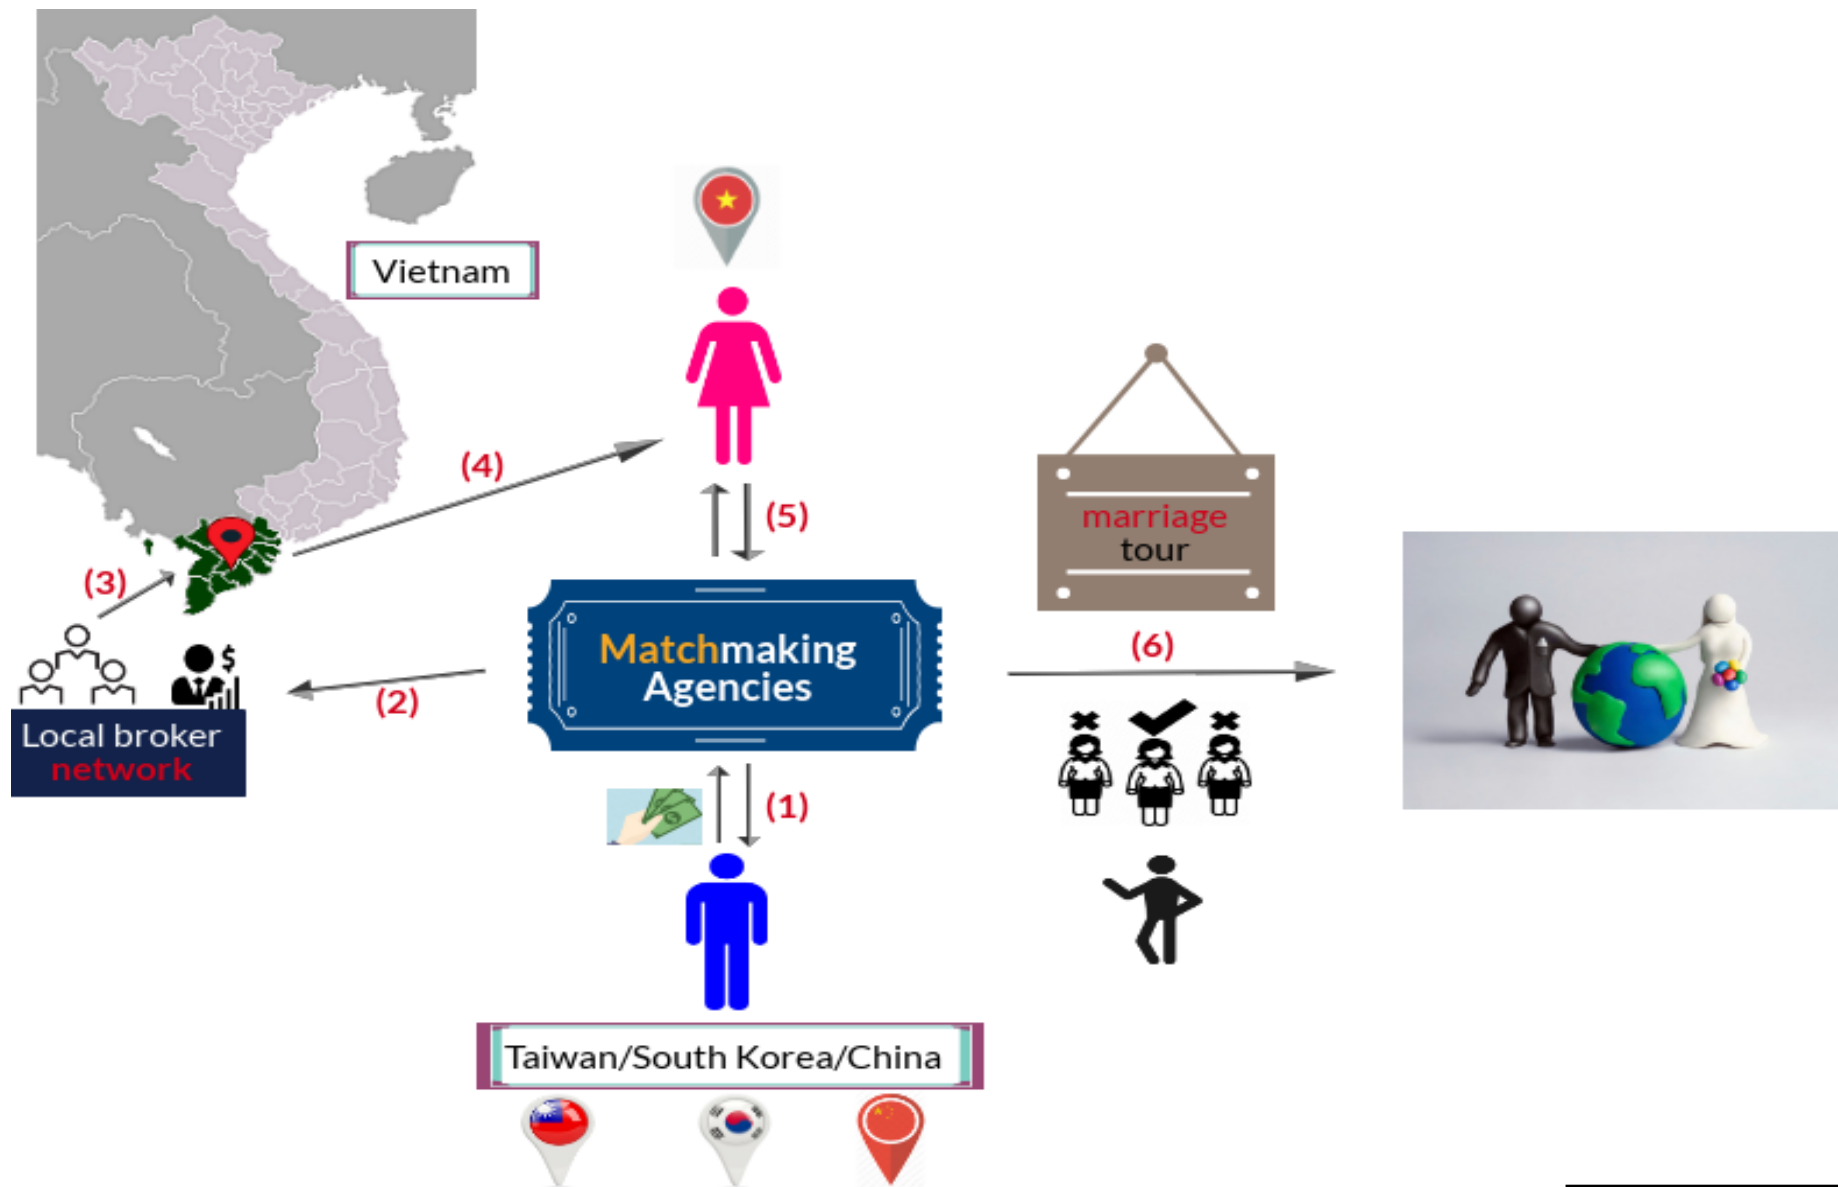 Vietnam
(4)
(5)
(3)
marriage
tour
Matchmaking
Agencies
(6)
(2)
Local broker
network
$
(1)
Taiwan/South Korea/China